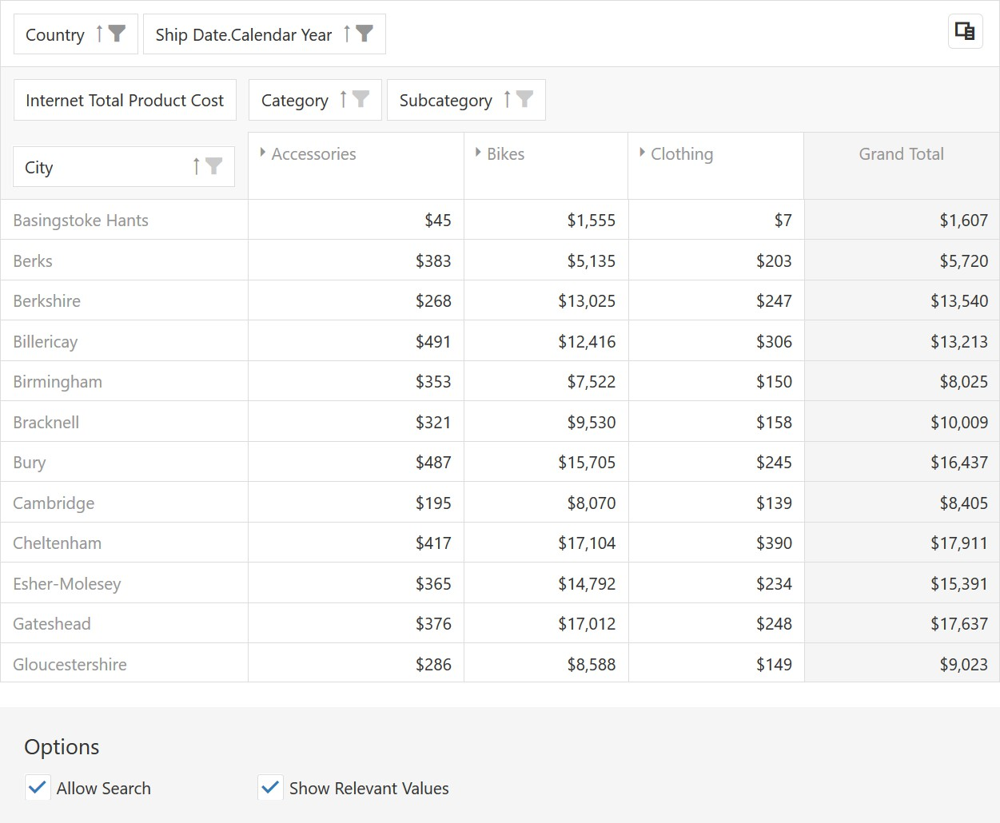 Country Ship Date.Calendar Year
Internet Total Product Cost Category Subcategory
City Accessories Bikes Clothing Grand Total
Basingstoke Hants $45 $1,555 $7 $1,607
Berks $383 $5,135 $203 $5,720
Berkshire $268 $13,025 $247 $13,540
Billericay $491 $12,416 $306 $13,213
Birmingham $353 $7,522 $150 $8,025
Bracknell $321 $9,530 $158 $10,009
Bury $487 $15,705 $245 $16,437
Cambridge $195 $8,070 $139 $8,405
Cheltenham $417 $17,104 $390 $17,911
Esher-Molesey $365 $14,792 $234 $15,391
Gateshead $376 $17,012 $248 $17,637
Gloucestershire $286 $8,588 $149 $9,023
Options
Allow Search Show Relevant Values